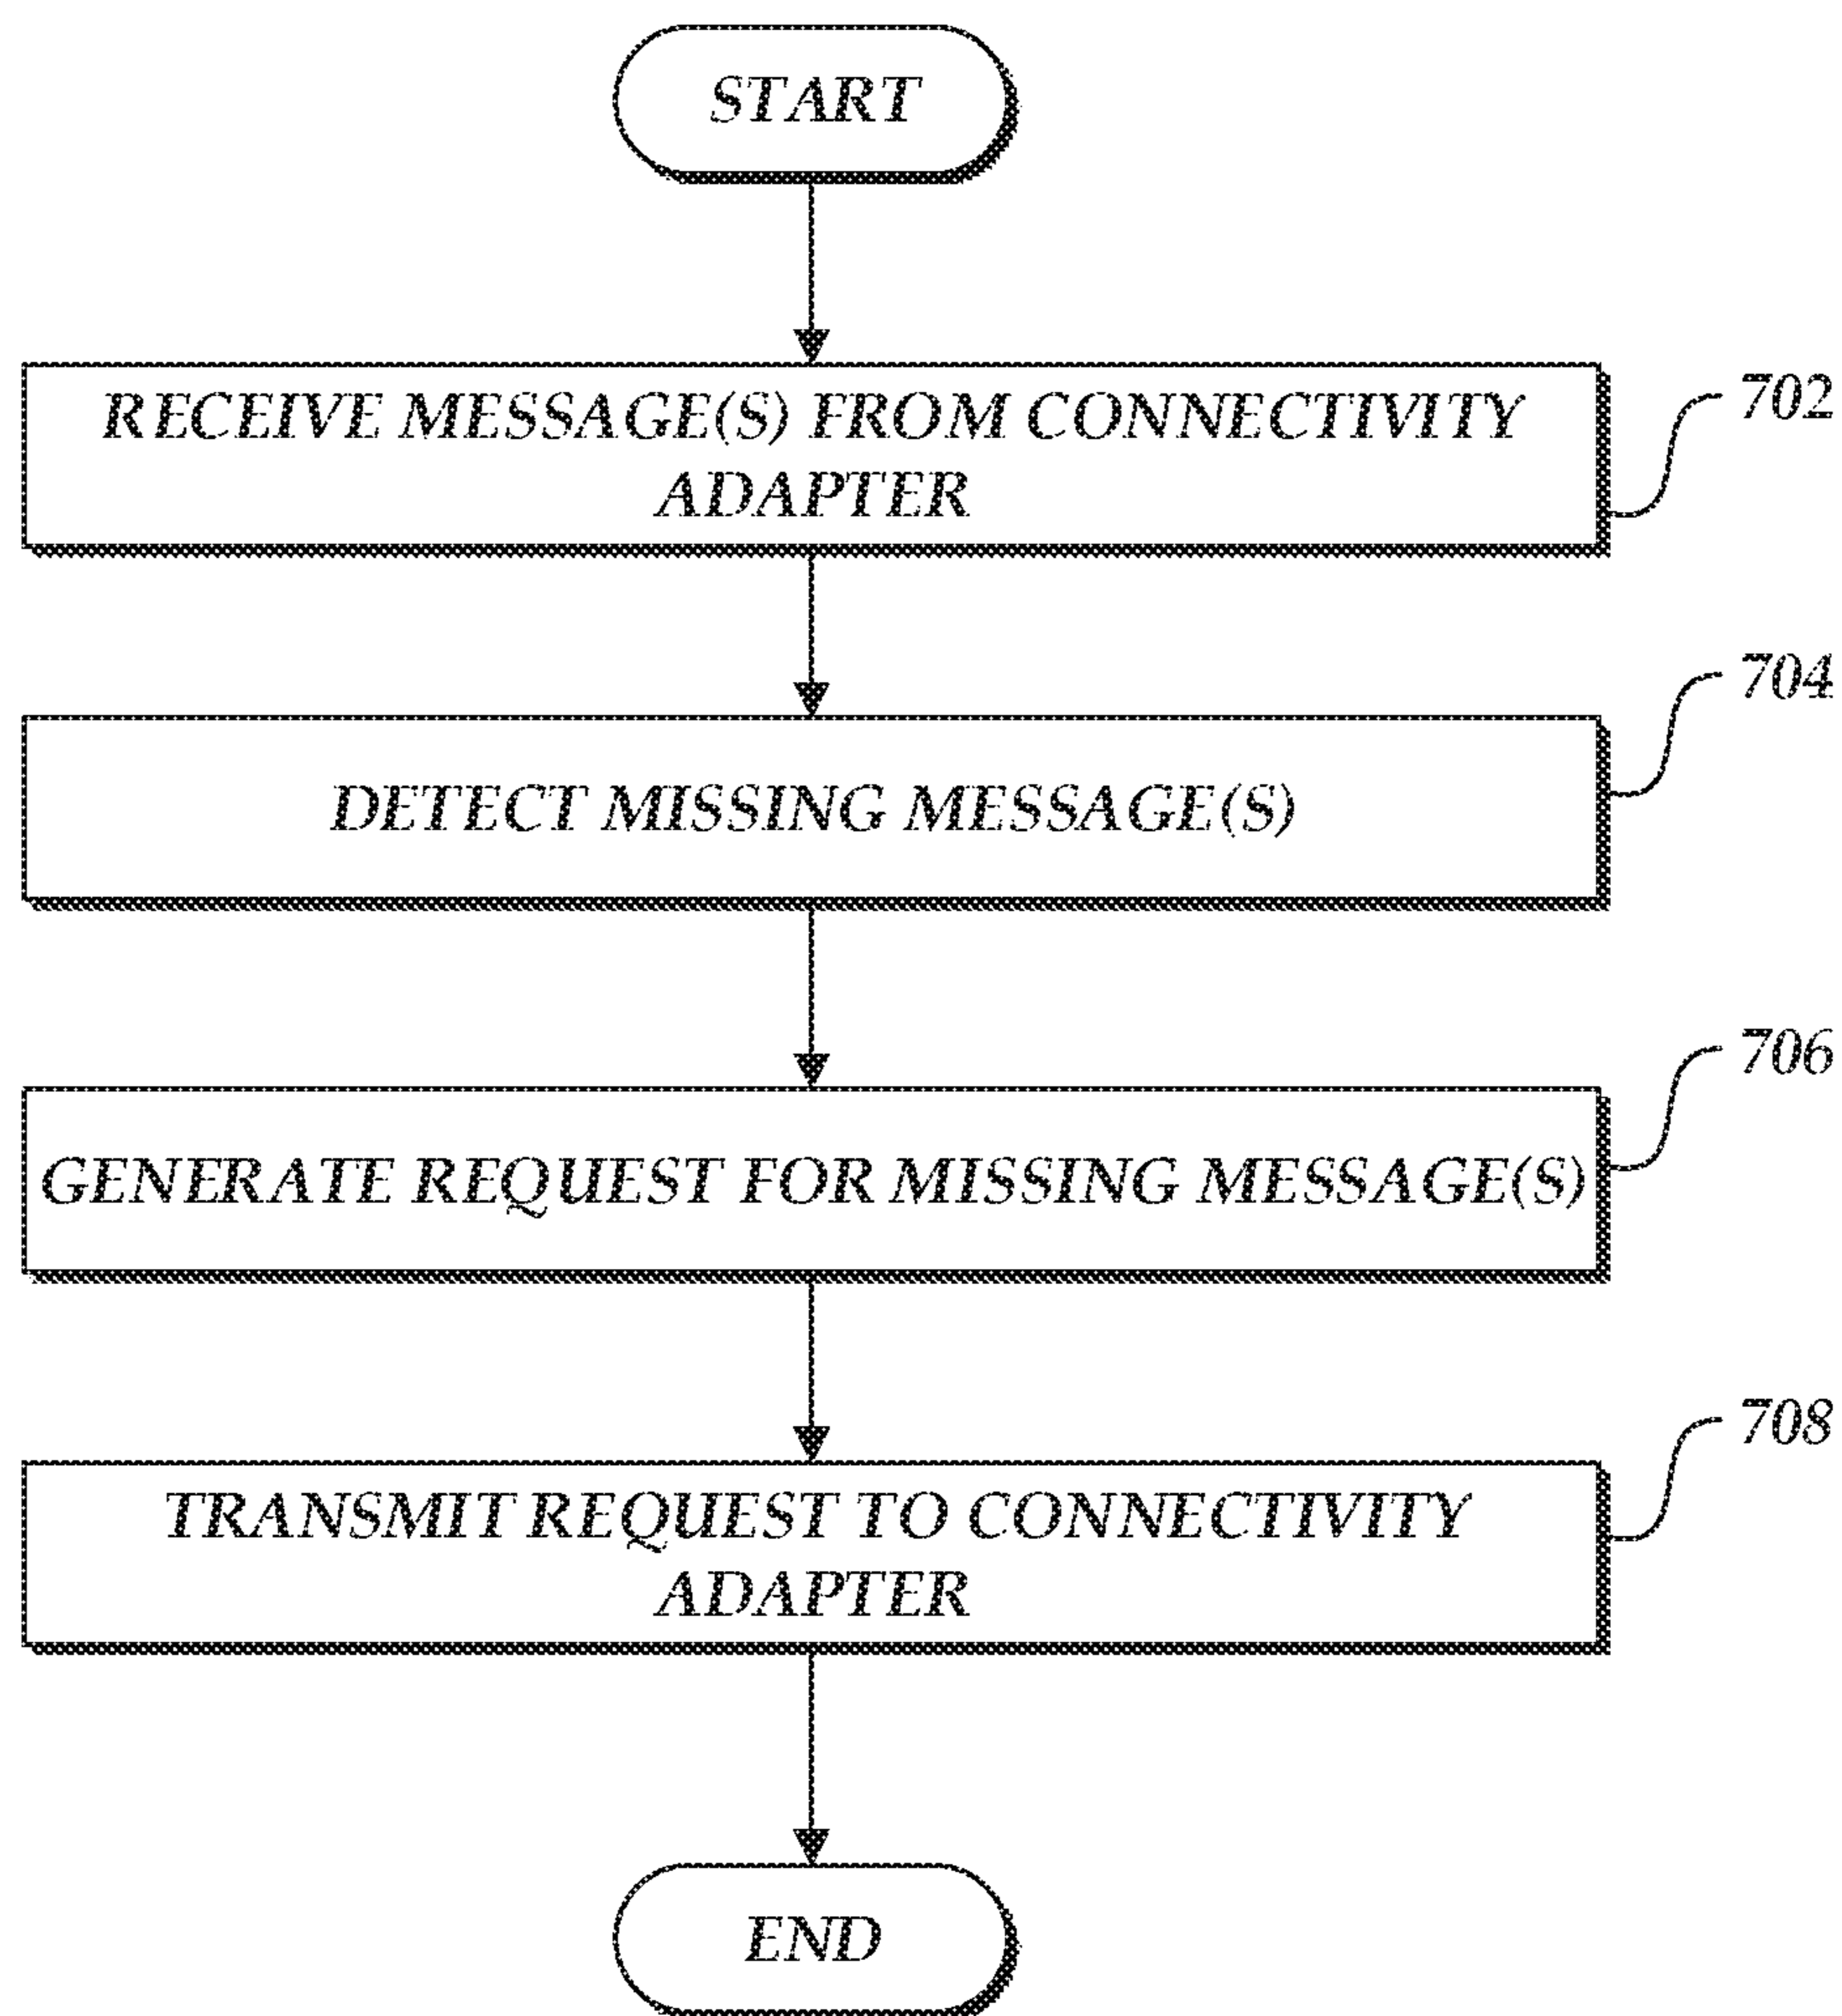 START
RECEIVE MESSAGE(S) FROM CONNECTIVITY
ADAPTER
702
DETECT MISSING MESSAGE(S)
704
GENERATE REQUEST FOR MISSING MESSAGE(S)
706
TRANSMIT REQUEST TO CONNECTIVITY
ADAPTER
708
END